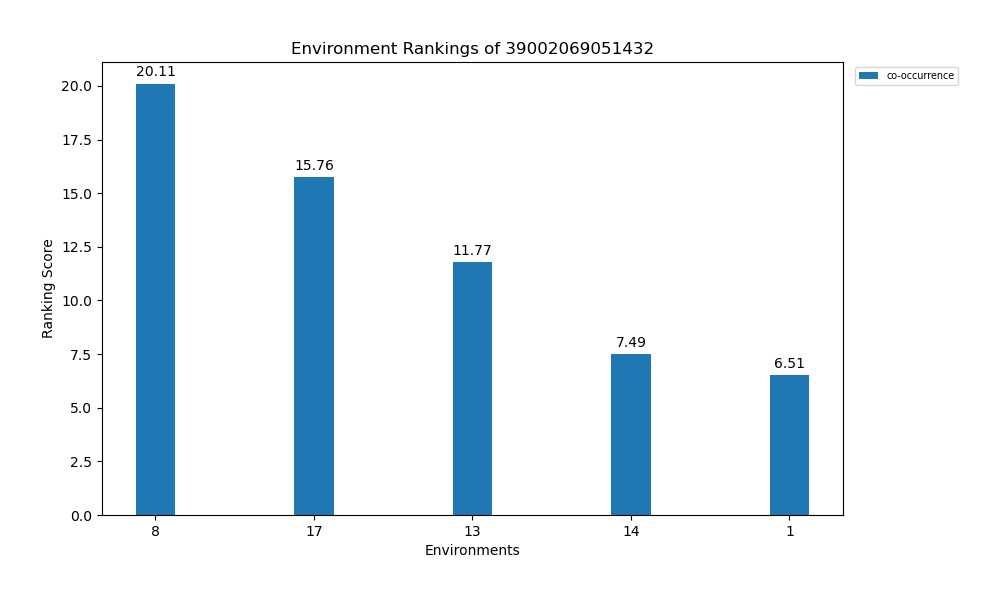 Environment Rankings of 39002069051432
co-occurrence
Ranking Score
20.0
17.5
15.0
12.5
10.0
7.5
5.0
2.5
0.0
20.11
15.76
11.77
7.49
6.51
8 17 13 14 1
Environments